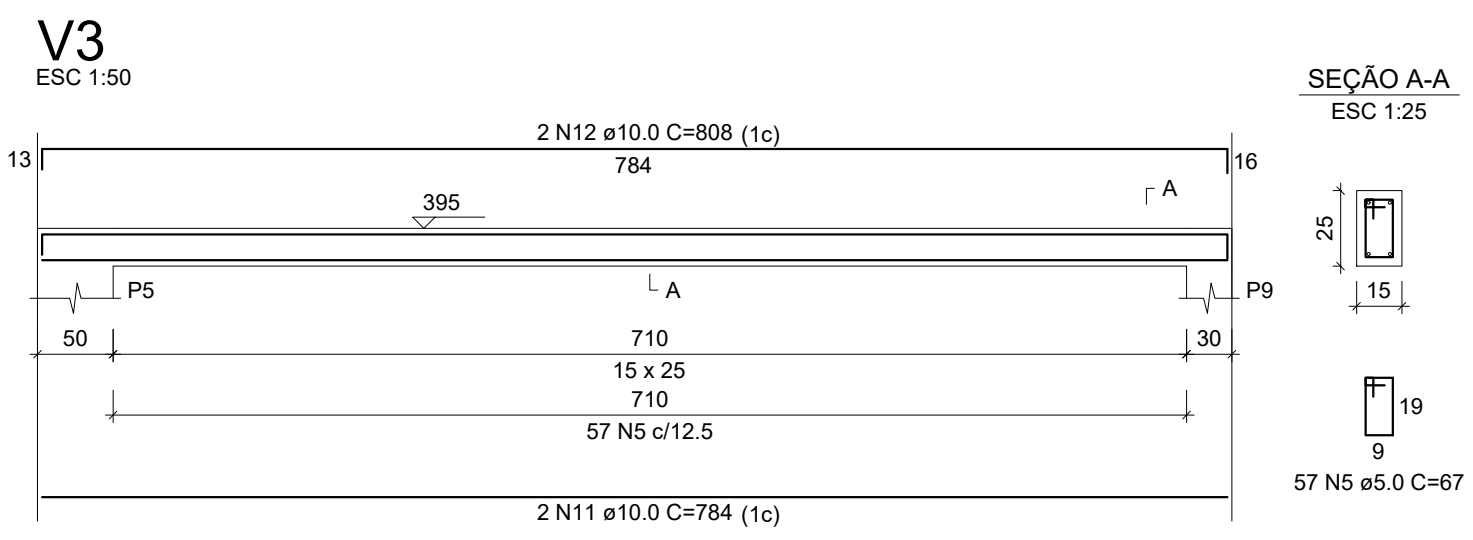 V3
ESC 1:50
SEÇÃO A-A
ESC 1:25
2 N12 ø10.0 C=808 (1c)
13
784
16
A
395
25
A
P5
P9
15
50
710
30
15 x 25
710
57 N5 c/12.5
19
9
57 N5 ø5.0 C=67
2 N11 ø10.0 C=784 (1c)